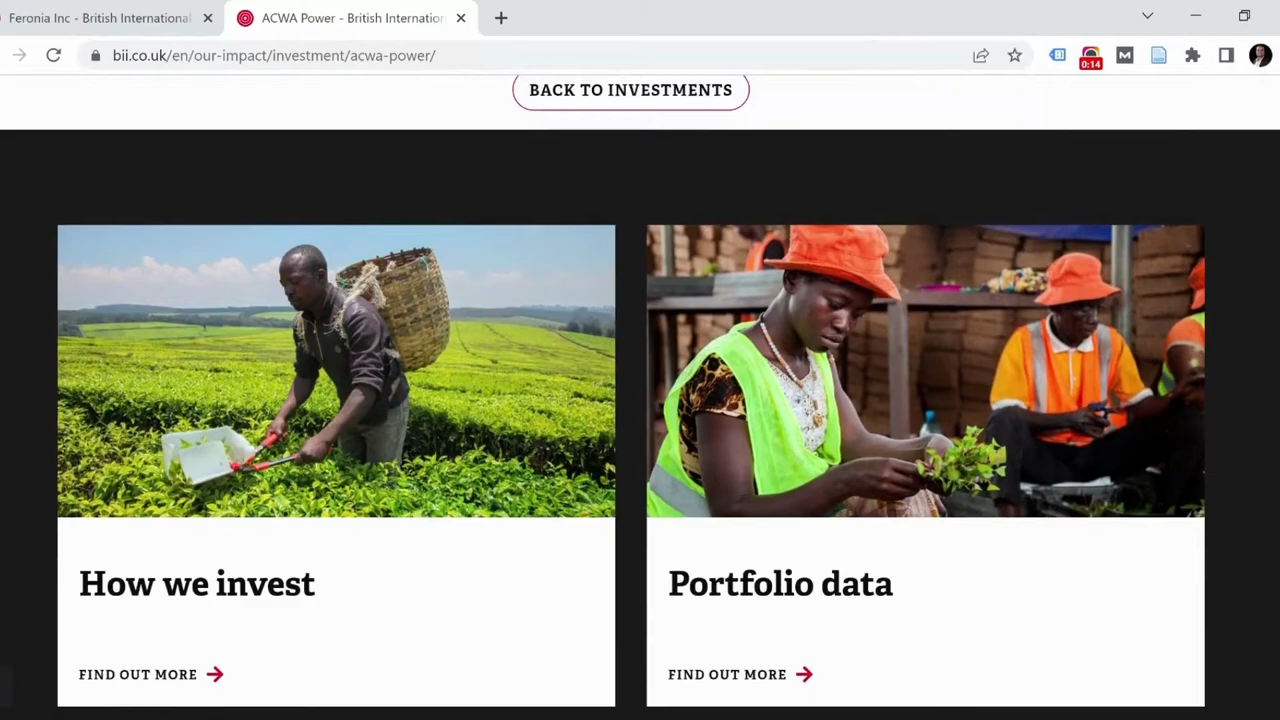 Feronia Inc - British International
ACWA Power - British Internation
bii.co.uk/en/our-impact/investment/acwa-power/
0:14
M
BACK TO INVESTMENTS
How we invest
Portfolio data
FIND OUT MORE
FIND OUT MORE